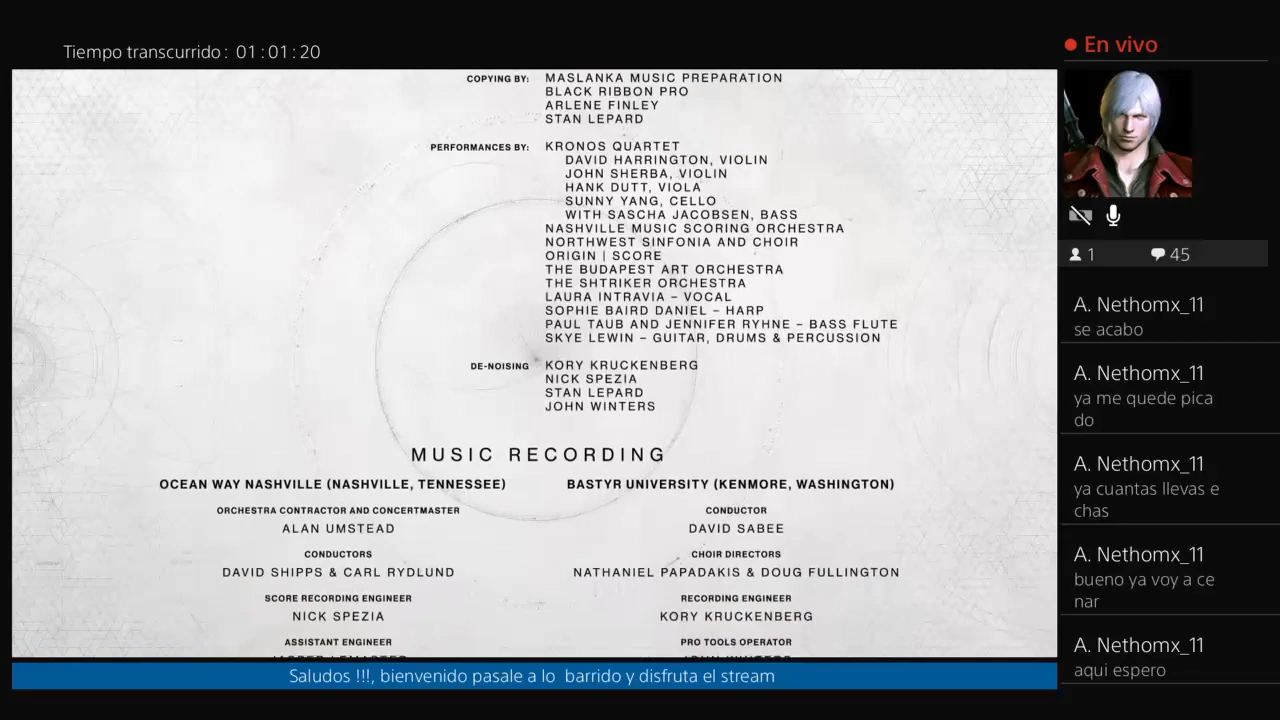 Tiempo transcurrido : 01:01:20
COPYING BY: MASLANKA MUSIC PREPARATION
BLACK RIBBON PRO
ARLENE FINLEY
STAN LEPARD
PERFORMANCES BY: KRONOS QUARTET
DAVID HARRINGTON, VIOLIN
JOHN SHERBA, VIOLIN
HANK DUTT, VIOLA
SUNNY YANG, CELLO
WITH SASCHA JACOBSEN, BASS
NASHVILLE MUSIC SCORING ORCHESTRA
NORTHWEST SINFONIA AND CHOIR
ORIGIN | SCORE
THE BUDAPEST ART ORCHESTRA
THE SHTRIKER ORCHESTRA
LAURA INTRAVIA – VOCAL
SOPHIE BAIRD DANIEL – HARP
PAUL TAUB AND JENNIFER RYHNE – BASS FLUTE
SKYE LEWIN – GUITAR, DRUMS & PERCUSSION
DE-NOISING KORY KRUCKENBERG
NICK SPEZIA
STAN LEPARD
JOHN WINTERS
MUSIC RECORDING
OCEAN WAY NASHVILLE (NASHVILLE, TENNESSEE)
ORCHESTRA CONTRACTOR AND CONCERTMASTER
ALAN UMSTEAD
CONDUCTORS
DAVID SHIPPS & CARL RYDLUND
SCORE RECORDING ENGINEER
NICK SPEZIA
ASSISTANT ENGINEER
BASTYR UNIVERSITY (KENMORE, WASHINGTON)
CONDUCTOR
DAVID SABEE
CHOIR DIRECTORS
NATHANIEL PAPADAKIS & DOUG FULLINGTON
RECORDING ENGINEER
KORY KRUCKENBERG
PRO TOOLS OPERATOR
Saludos !!!, bienvenido pasale a lo barrido y disfruta el stream
En vivo
1 45
A. Nethomx_11
se acabo
A. Nethomx_11
ya me quede pica
do
A. Nethomx_11
ya cuantas llevas e
chas
A. Nethomx_11
bueno ya voy a ce
nar
A. Nethomx_11
aqui espero